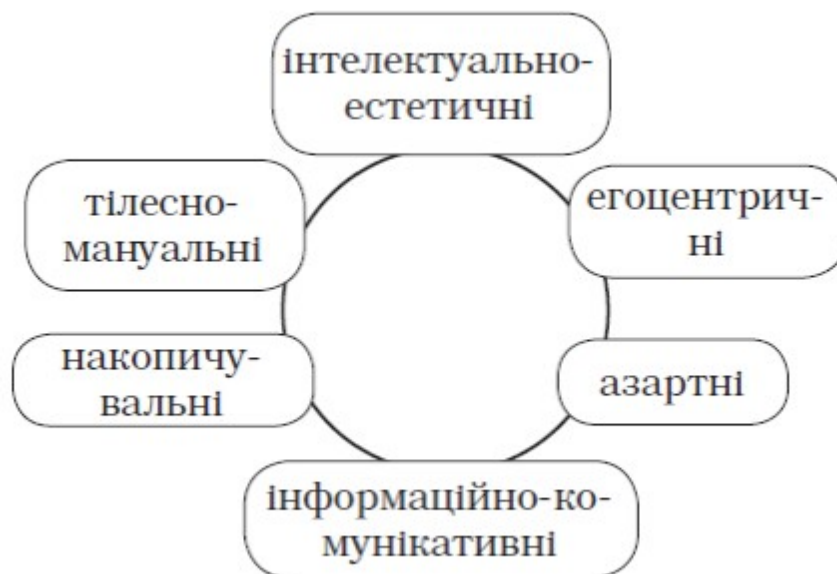 інтелектуально-
естетичні
тілесно-
мануальні
егоцентрич-
ні
накопичу-
вальні
азартні
інформаційно-ко-
мунікативні